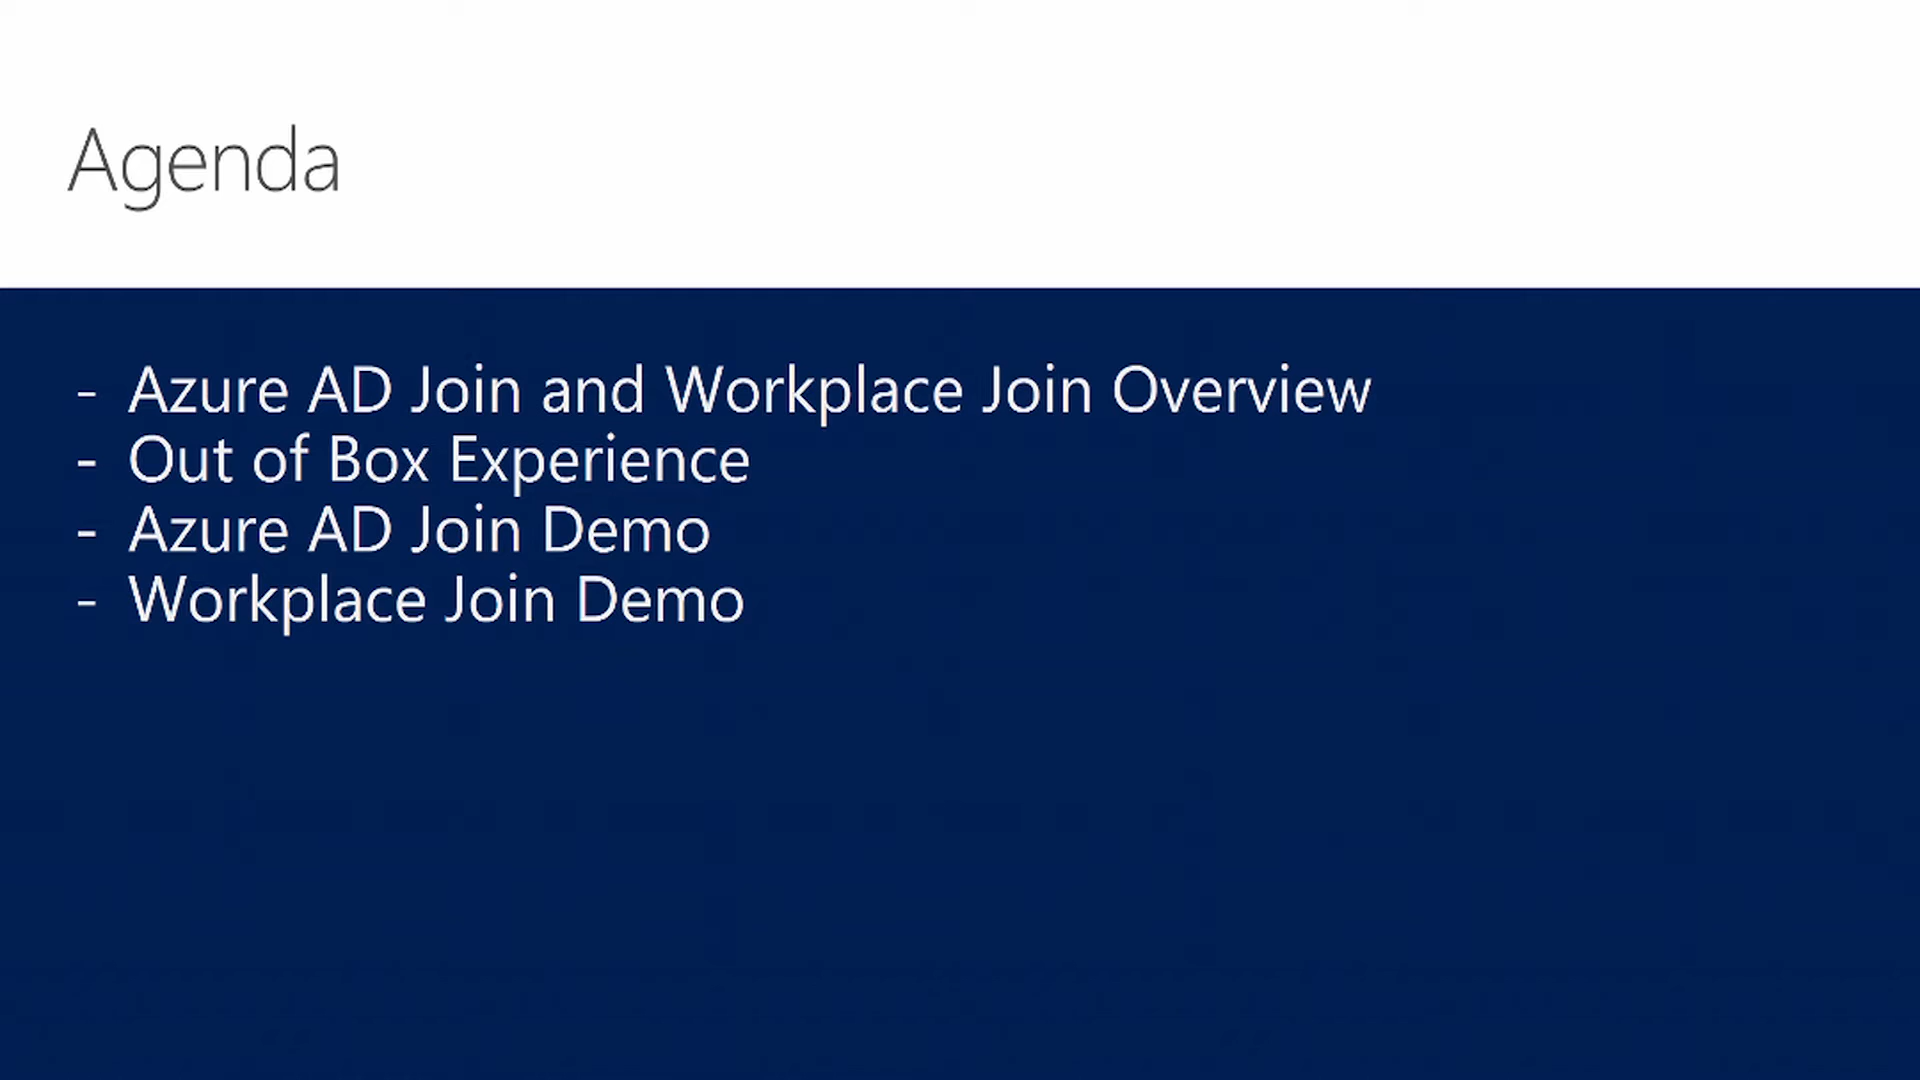 Agenda
- Azure AD Join and Workplace Join Overview
- Out of Box Experience
- Azure AD Join Demo
- Workplace Join Demo